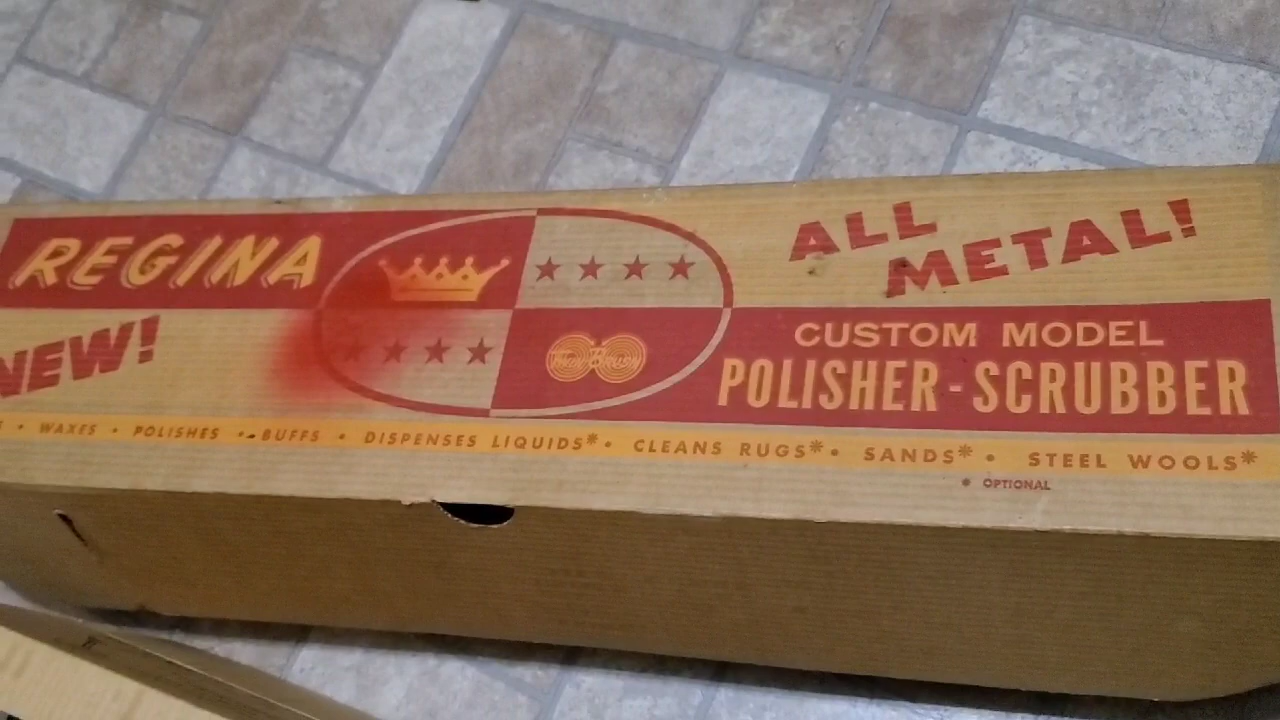 REGINA
NEW!
ALL
METAL!
CUSTOM MODEL
POLISHER-SCRUBBER
• WAXES • POLISHES • BUFFS • DISPENSES LIQUIDS* • CLEANS RUGS* • SANDS* • STEEL WOOLS*
* OPTIONAL